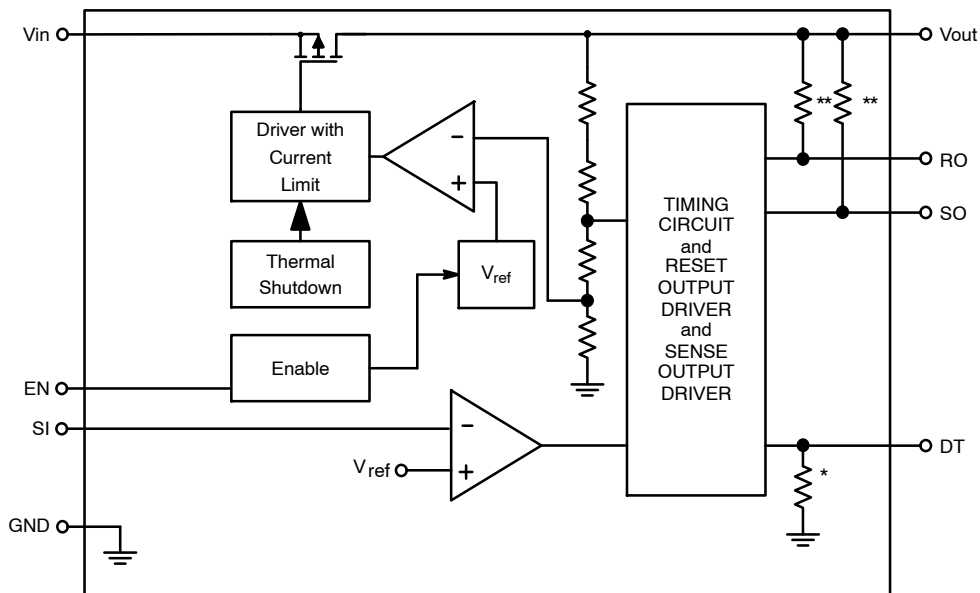 Vin
Vout
Driver with
Current
Limit
-
+
**
**
RO
SO
TIMING
CIRCUIT
and
RESET
OUTPUT
DRIVER
and
SENSE
OUTPUT
DRIVER
Thermal
Shutdown
Vref
Enable
EN
SI
-
Vref
+
DT
*
GND